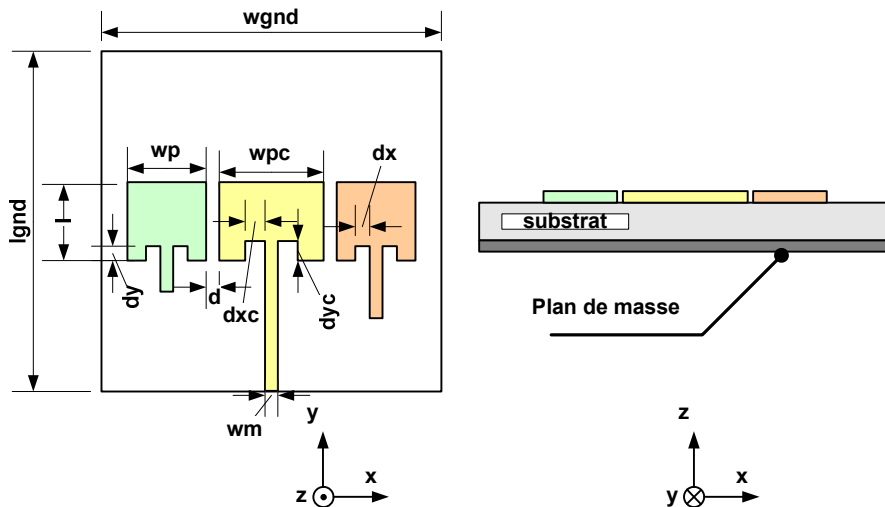 wgnd
wp
wpc
dx
lgnd
l
dy
d
dxc
dyc
wm
y
z
x
substrat
Plan de masse
z
y
x